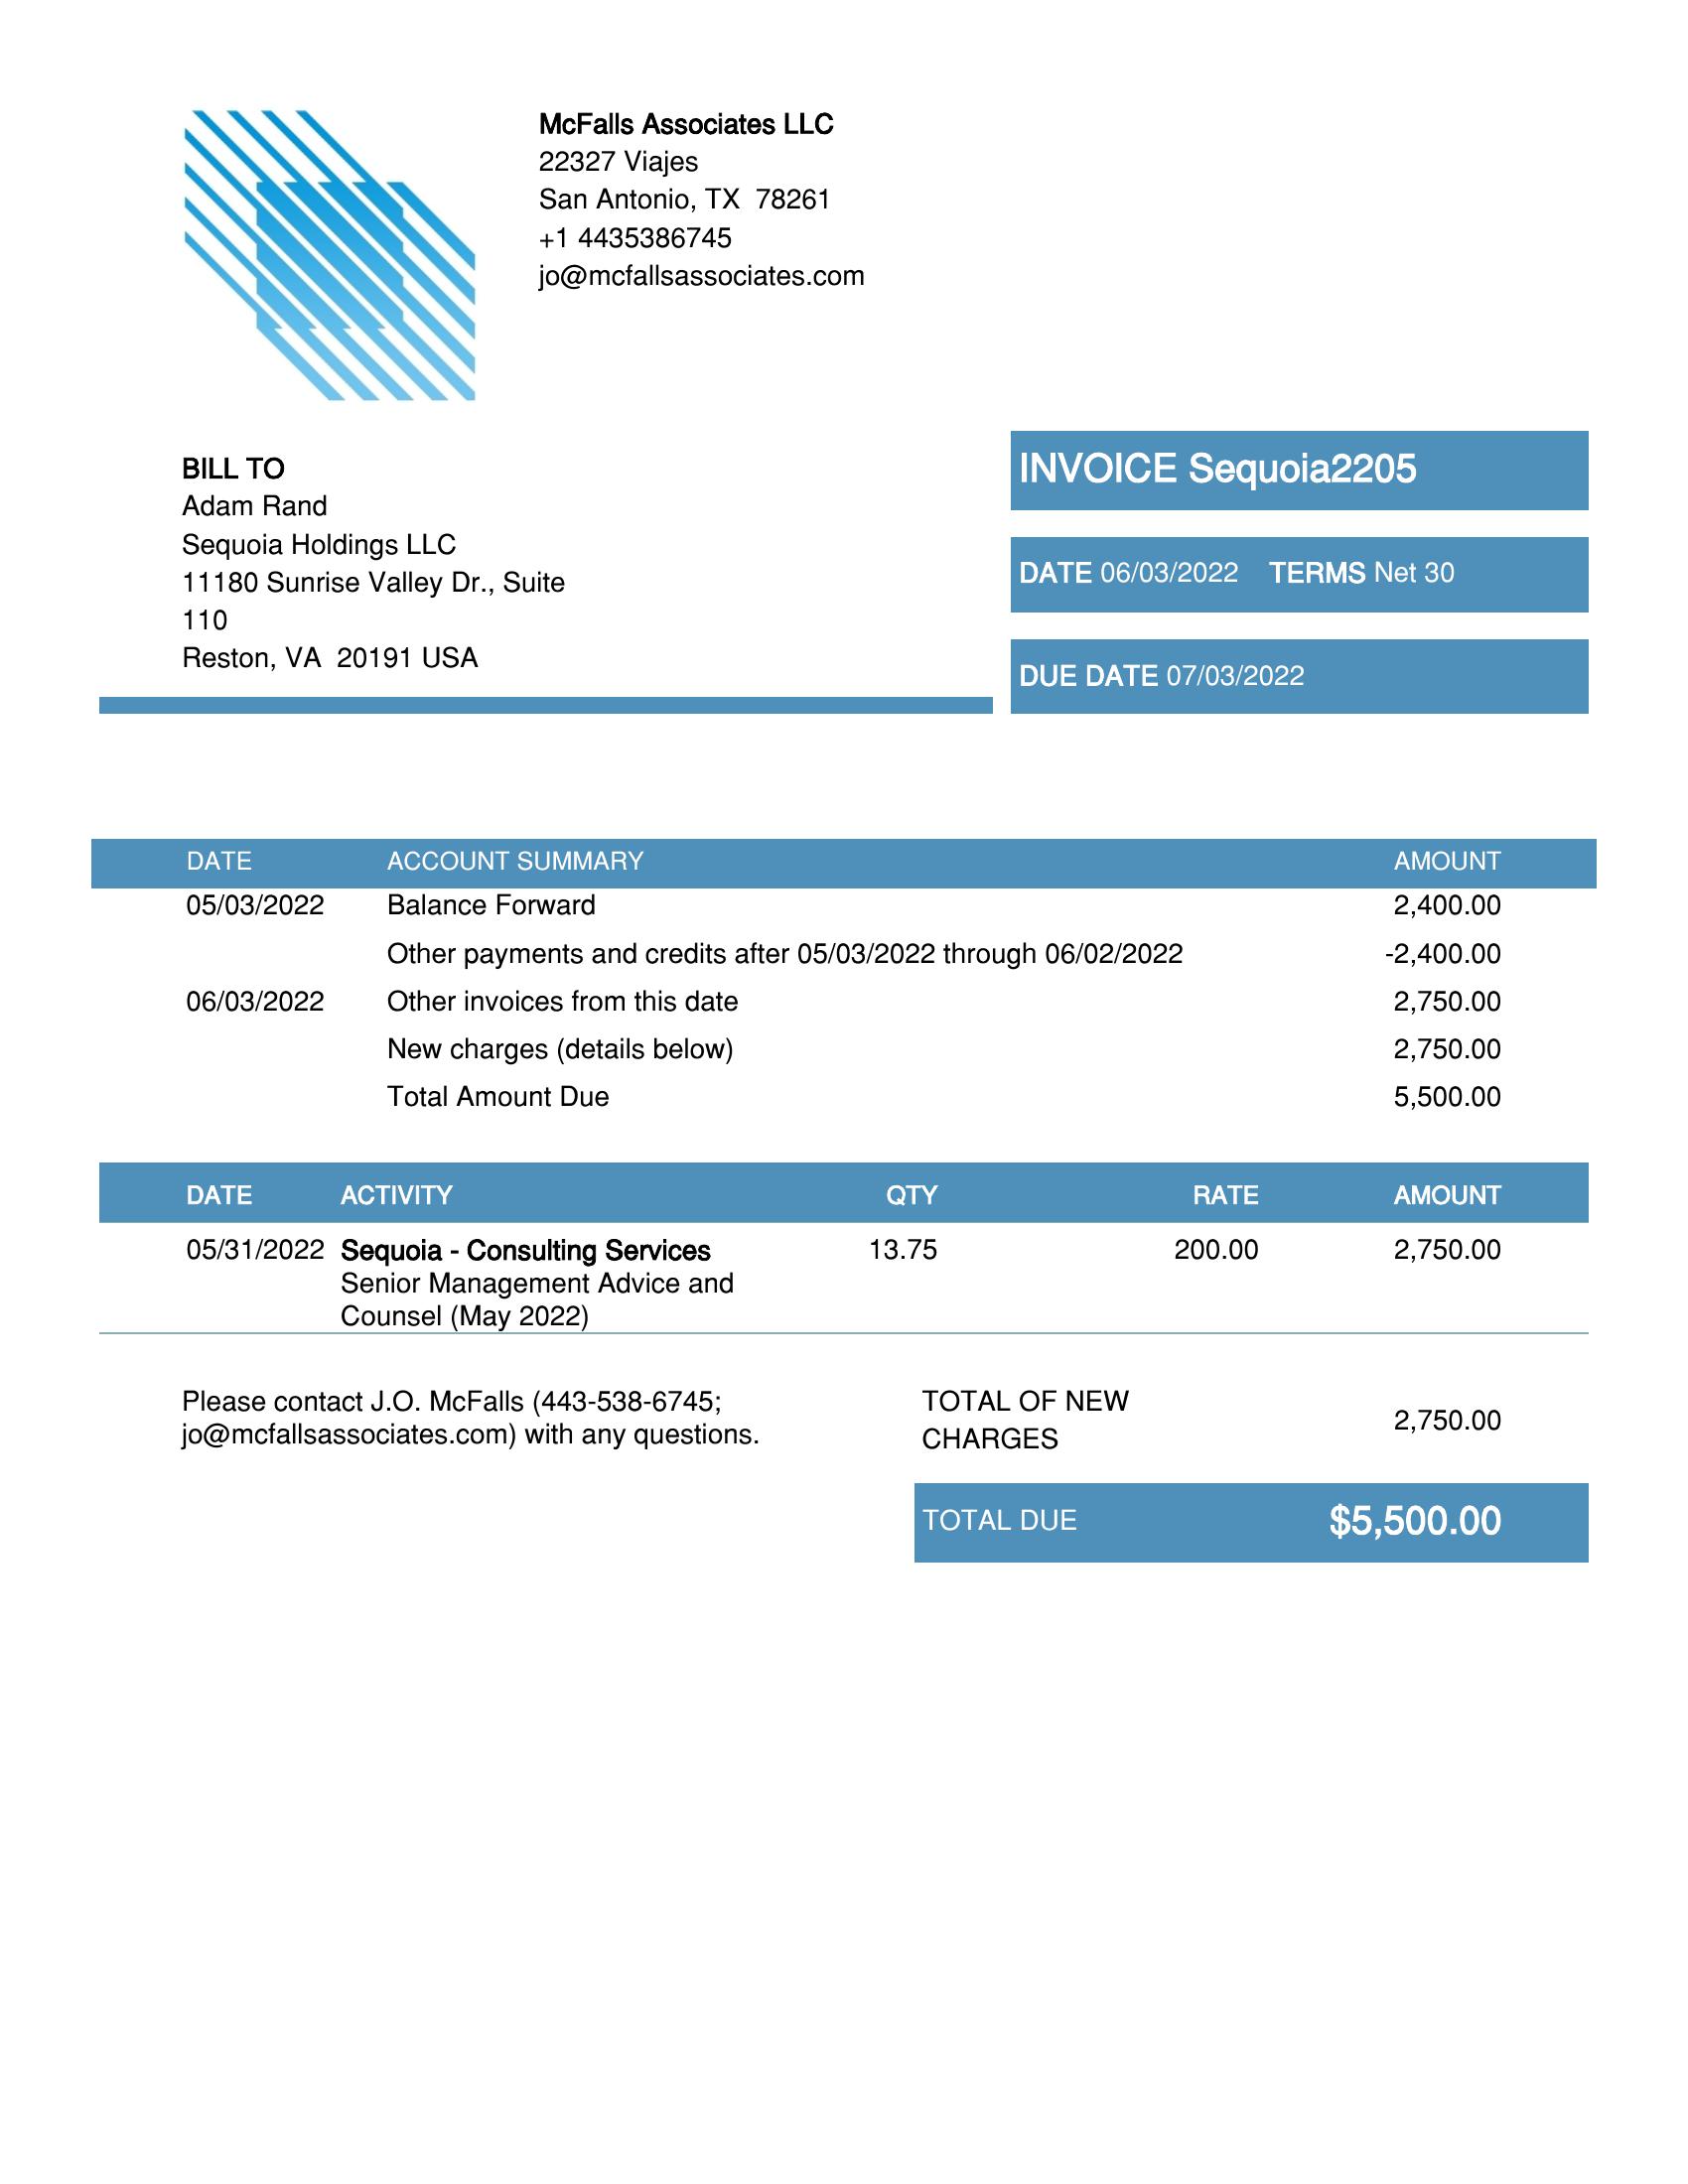 McFalls Associates LLC
22327 Viajes
San Antonio, TX  78261
+1 4435386745
jo@mcfallsassociates.com
BILL TO
Adam Rand
Sequoia Holdings LLC
11180 Sunrise Valley Dr., Suite
110
Reston, VA  20191 USA
INVOICE Sequoia2205
DATE 06/03/2022 TERMS Net 30
DUE DATE 07/03/2022
DATE ACCOUNT SUMMARY AMOUNT
05/03/2022 Balance Forward 2,400.00
Other payments and credits after 05/03/2022 through 06/02/2022 -2,400.00
06/03/2022 Other invoices from this date 2,750.00
New charges (details below) 2,750.00
Total Amount Due 5,500.00
DATE ACTIVITY QTY RATE AMOUNT
05/31/2022 Sequoia - Consulting Services 13.75 200.00 2,750.00
Senior Management Advice and
Counsel (May 2022)
Please contact J.O. McFalls (443-538-6745;
jo@mcfallsassociates.com) with any questions.
TOTAL OF NEW
CHARGES 2,750.00
TOTAL DUE $5,500.00